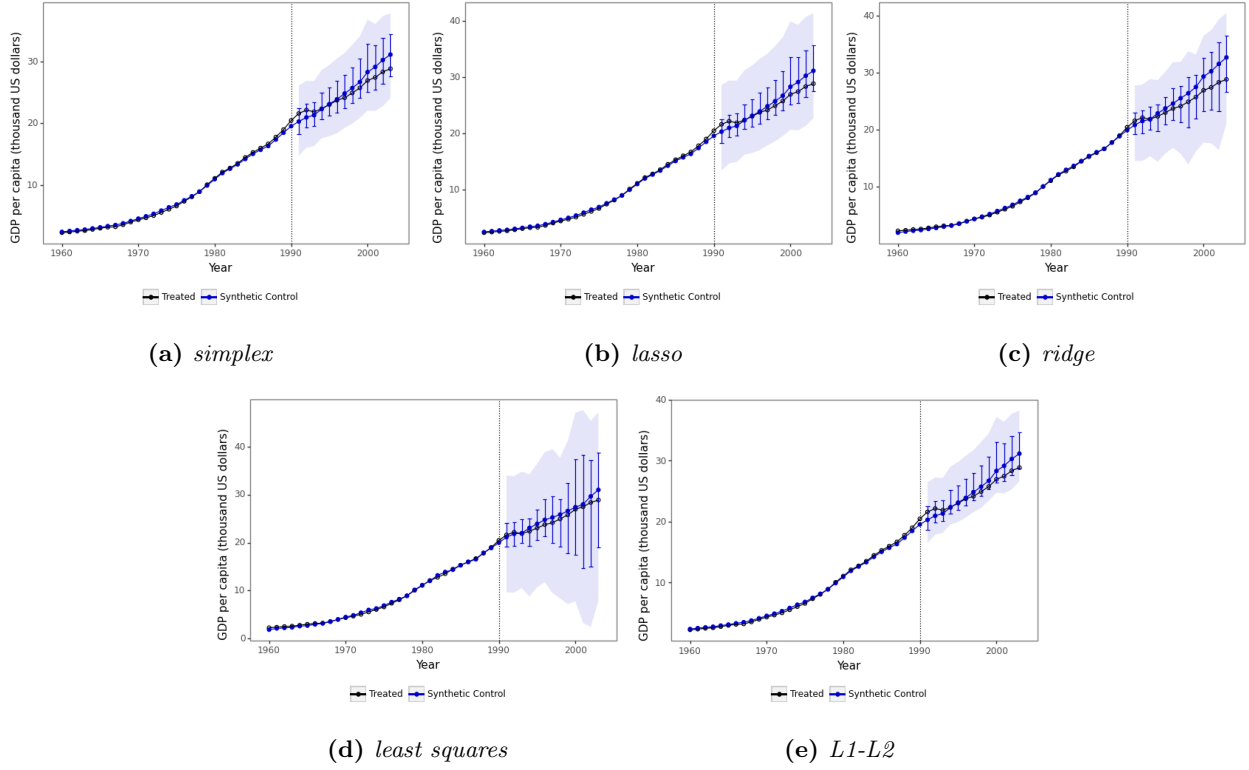 GDP per capita (thousand US dollars)
30
20
10
1960 1970 1980 1990 2000
Year
Treated Synthetic Control
(a) simplex
GDP per capita (thousand US dollars)
40
30
20
10
1960 1970 1980 1990 2000
Year
Treated Synthetic Control
(b) lasso
GDP per capita (thousand US dollars)
40
30
20
10
1960 1970 1980 1990 2000
Year
Treated Synthetic Control
(c) ridge
GDP per capita (thousand US dollars)
40
30
20
10
0
1960 1970 1980 1990 2000
Year
Treated Synthetic Control
(d) least squares
GDP per capita (thousand US dollars)
40
30
20
10
1960 1970 1980 1990 2000
Year
Treated Synthetic Control
(e) L1-L2